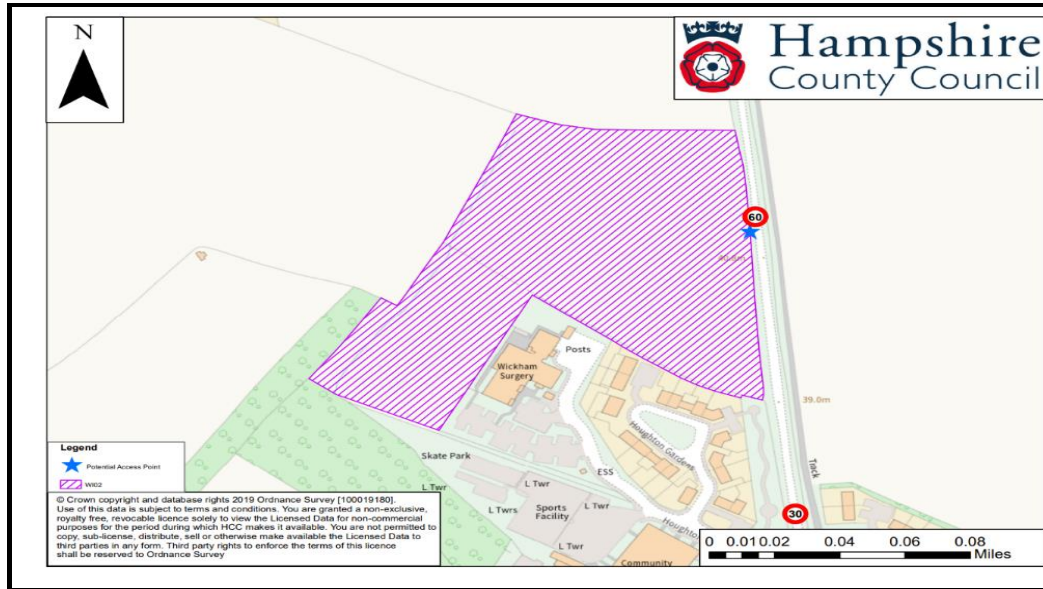 N
Hampshire
County Council
60
40.3m
Posts
Wickham
Surgery
39.0m
Houghton Gardens
Skate Park
ESS
Track
L Twr
L Twr
L Twrs
Sports
Facility
L Twr
L Twr
30
Community
Legend
Potential Access Point
WI02
© Crown copyright and database rights 2019 Ordnance Survey [100019180].
Use of this data is subject to terms and conditions. You are granted a non-exclusive,
royalty free, revocable licence solely to view the Licensed Data for non-commercial
purposes for the period during which HCC makes it available. You are not permitted to
copy, sub-license, distribute, sell or otherwise make available the Licensed Data to
third parties in any form. Third party rights to enforce the terms of this licence
shall be reserved to Ordnance Survey
0 0.01 0.02 0.04 0.06 0.08
Miles